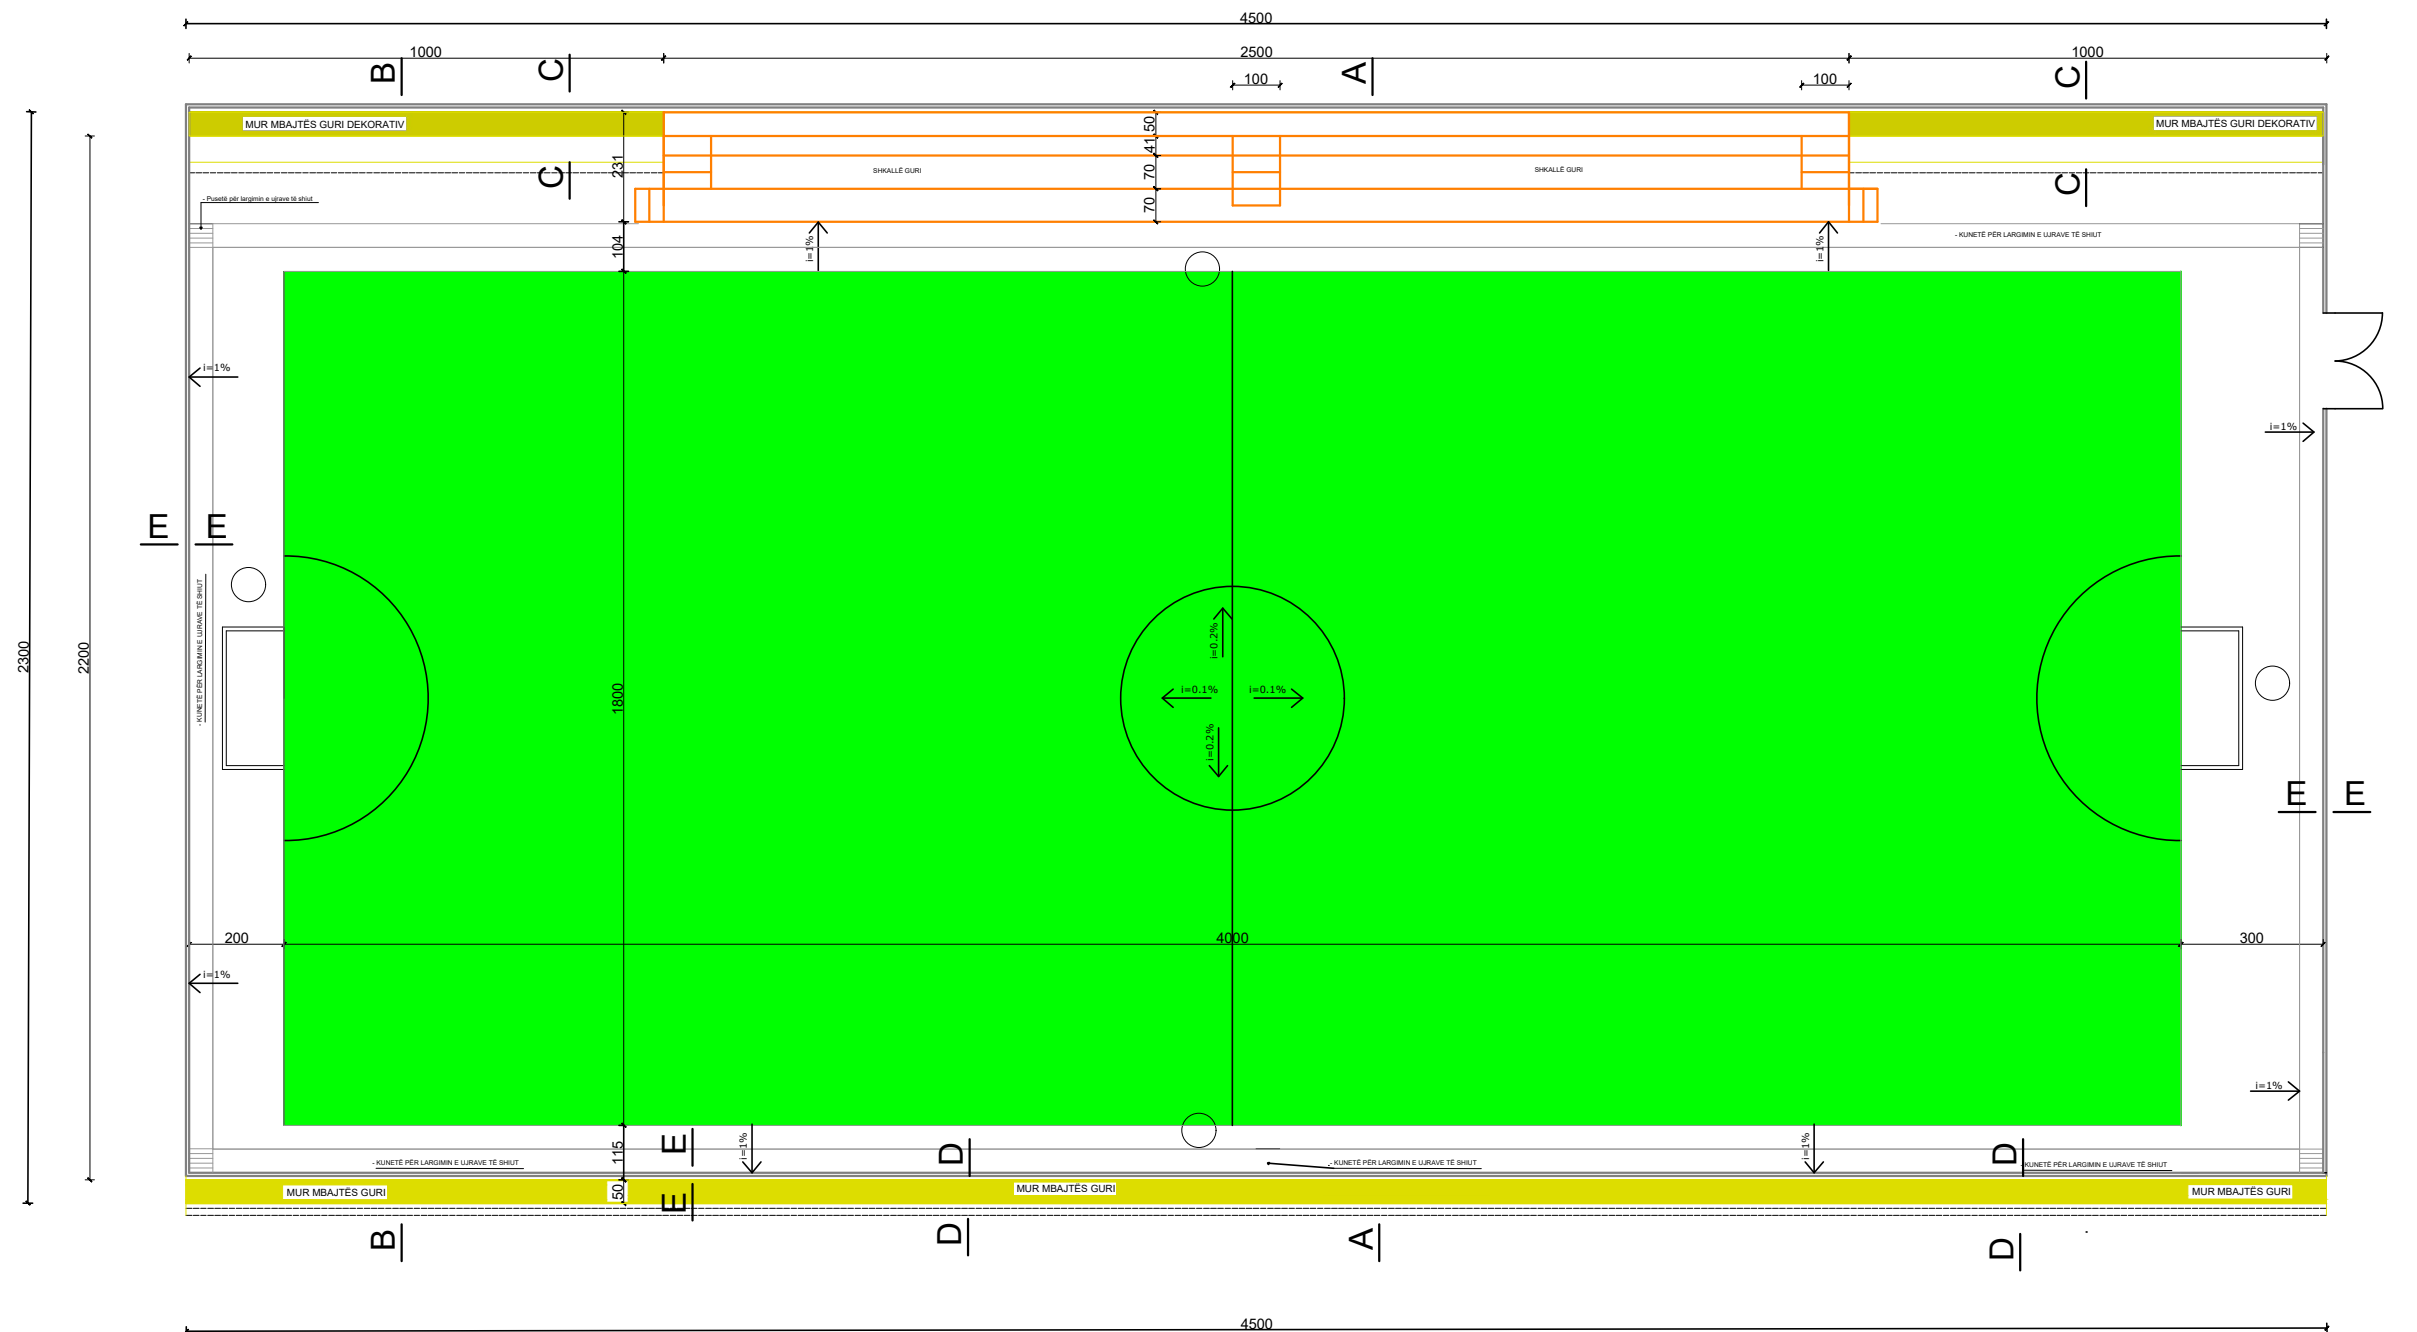 4500
1000
2500
1000
B
C
100
A
100
C
MUR MBAJTËS GURI DEKORATIV
50
MUR MBAJTËS GURI DEKORATIV
41
231
C
SHKALLË GURI
70
SHKALLË GURI
C
- Pusetë për largimin e ujrave të shiut
70
104
i=1%
i=1%
- KUNETË PËR LARGIMIN E UJRAVE TË SHIUT
i=1%
i=1%
E
E
- KUNETË PËR LARGIMIN E UJRAVE TË SHIUT
2300
2200
1800
i=0.2%
i=0.1%
i=0.1%
i=0.2%
E
E
200
4000
300
i=1%
i=1%
115
E
i=1%
D
i=1%
D
- KUNETË PËR LARGIMIN E UJRAVE TË SHIUT
- KUNETË PËR LARGIMIN E UJRAVE TË SHIUT
- KUNETË PËR LARGIMIN E UJRAVE TË SHIUT
MUR MBAJTËS GURI
50
E
MUR MBAJTËS GURI
MUR MBAJTËS GURI
B
D
A
D
4500